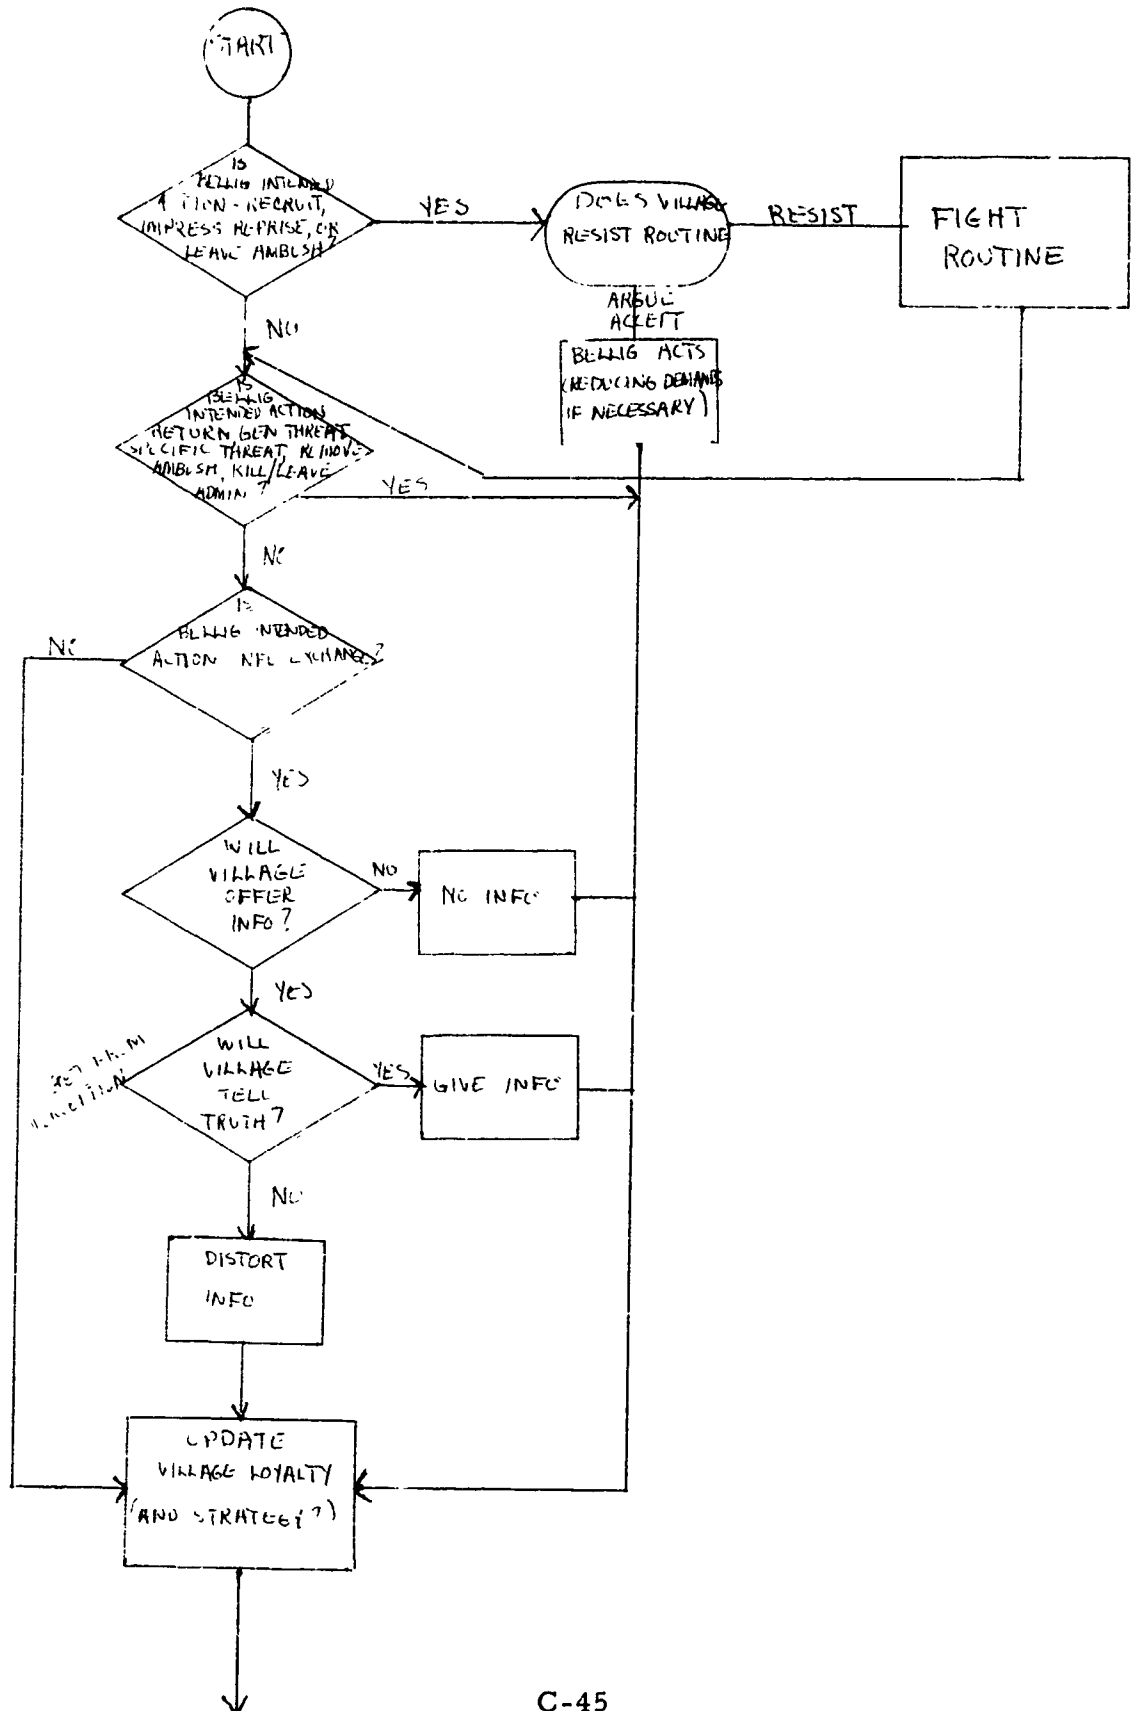 START
IS
BELLIG INTENDED
ACTION - RECRUIT,
IMPRESS REPRISE, OR
LEAVE AMBUSH?
YES
DOES VILLAGE
RESIST ROUTINE
RESIST
FIGHT
ROUTINE
ARGUE
ACCEPT
NO
BELLIG ACTS
(REDUCING DEMANDS
IF NECESSARY)
IS
BELLIG
INTENDED ACTION
RETURN, GEN THREAT,
SPECIFIC THREAT, REMOVE
AMBUSH, KILL/LEAVE
ADMIN?
YES
NO
IS
BELLIG INTENDED
ACTION INFO EXCHANGE?
NO
YES
WILL
VILLAGE
OFFER
INFO?
NO
NO INFO
YES
WILL
VILLAGE
TELL
TRUTH?
YES
GIVE INFO
NO
DISTORT
INFO
UPDATE
VILLAGE LOYALTY
(AND STRATEGY?)
C-45